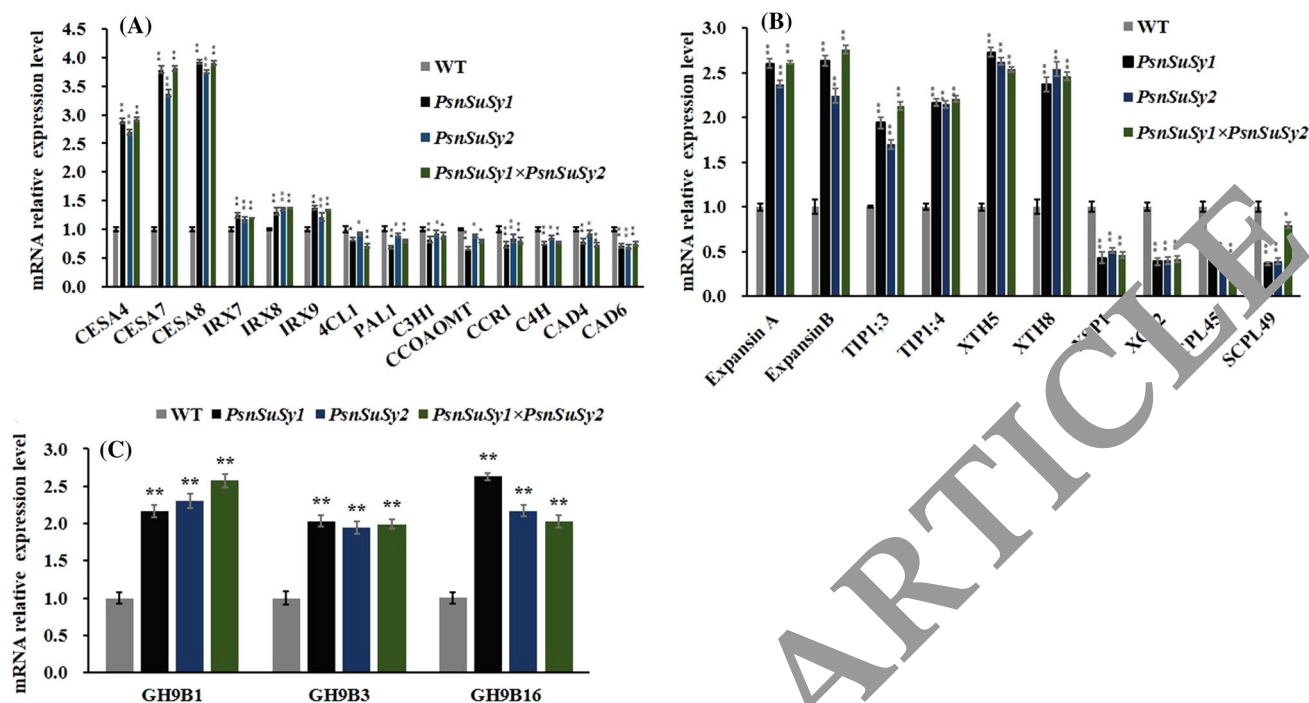 (A)
mRNA relative expression level
4.5
4.0
3.5
3.0
2.5
2.0
1.5
1.0
0.5
0.0
WT
PsnSuSy1
PsnSuSy2
PsnSuSy1×PsnSuSy2
CESA4
CESA7
CESA8
IRX7
IRX8
IRX9
4CL1
PAL1
C3H1
CCOAOMT
CCR1
C4H
CAD4
CAD6
(B)
mRNA relative expression level
3.0
2.5
2.0
1.5
1.0
0.5
0.0
WT
PsnSuSy1
PsnSuSy2
PsnSuSy1×PsnSuSy2
Expansin A
ExpansinB
TIP1;3
TIP1;4
XTH5
XTH8
SCPL49
WT PsnSuSy1 PsnSuSy2 PsnSuSy1×PsnSuSy2
(C)
mRNA relative expression level
3.0
2.5
2.0
1.5
1.0
0.5
0.0
** ** **
** ** **
** ** **
GH9B1 GH9B3 GH9B16
ARTICLE